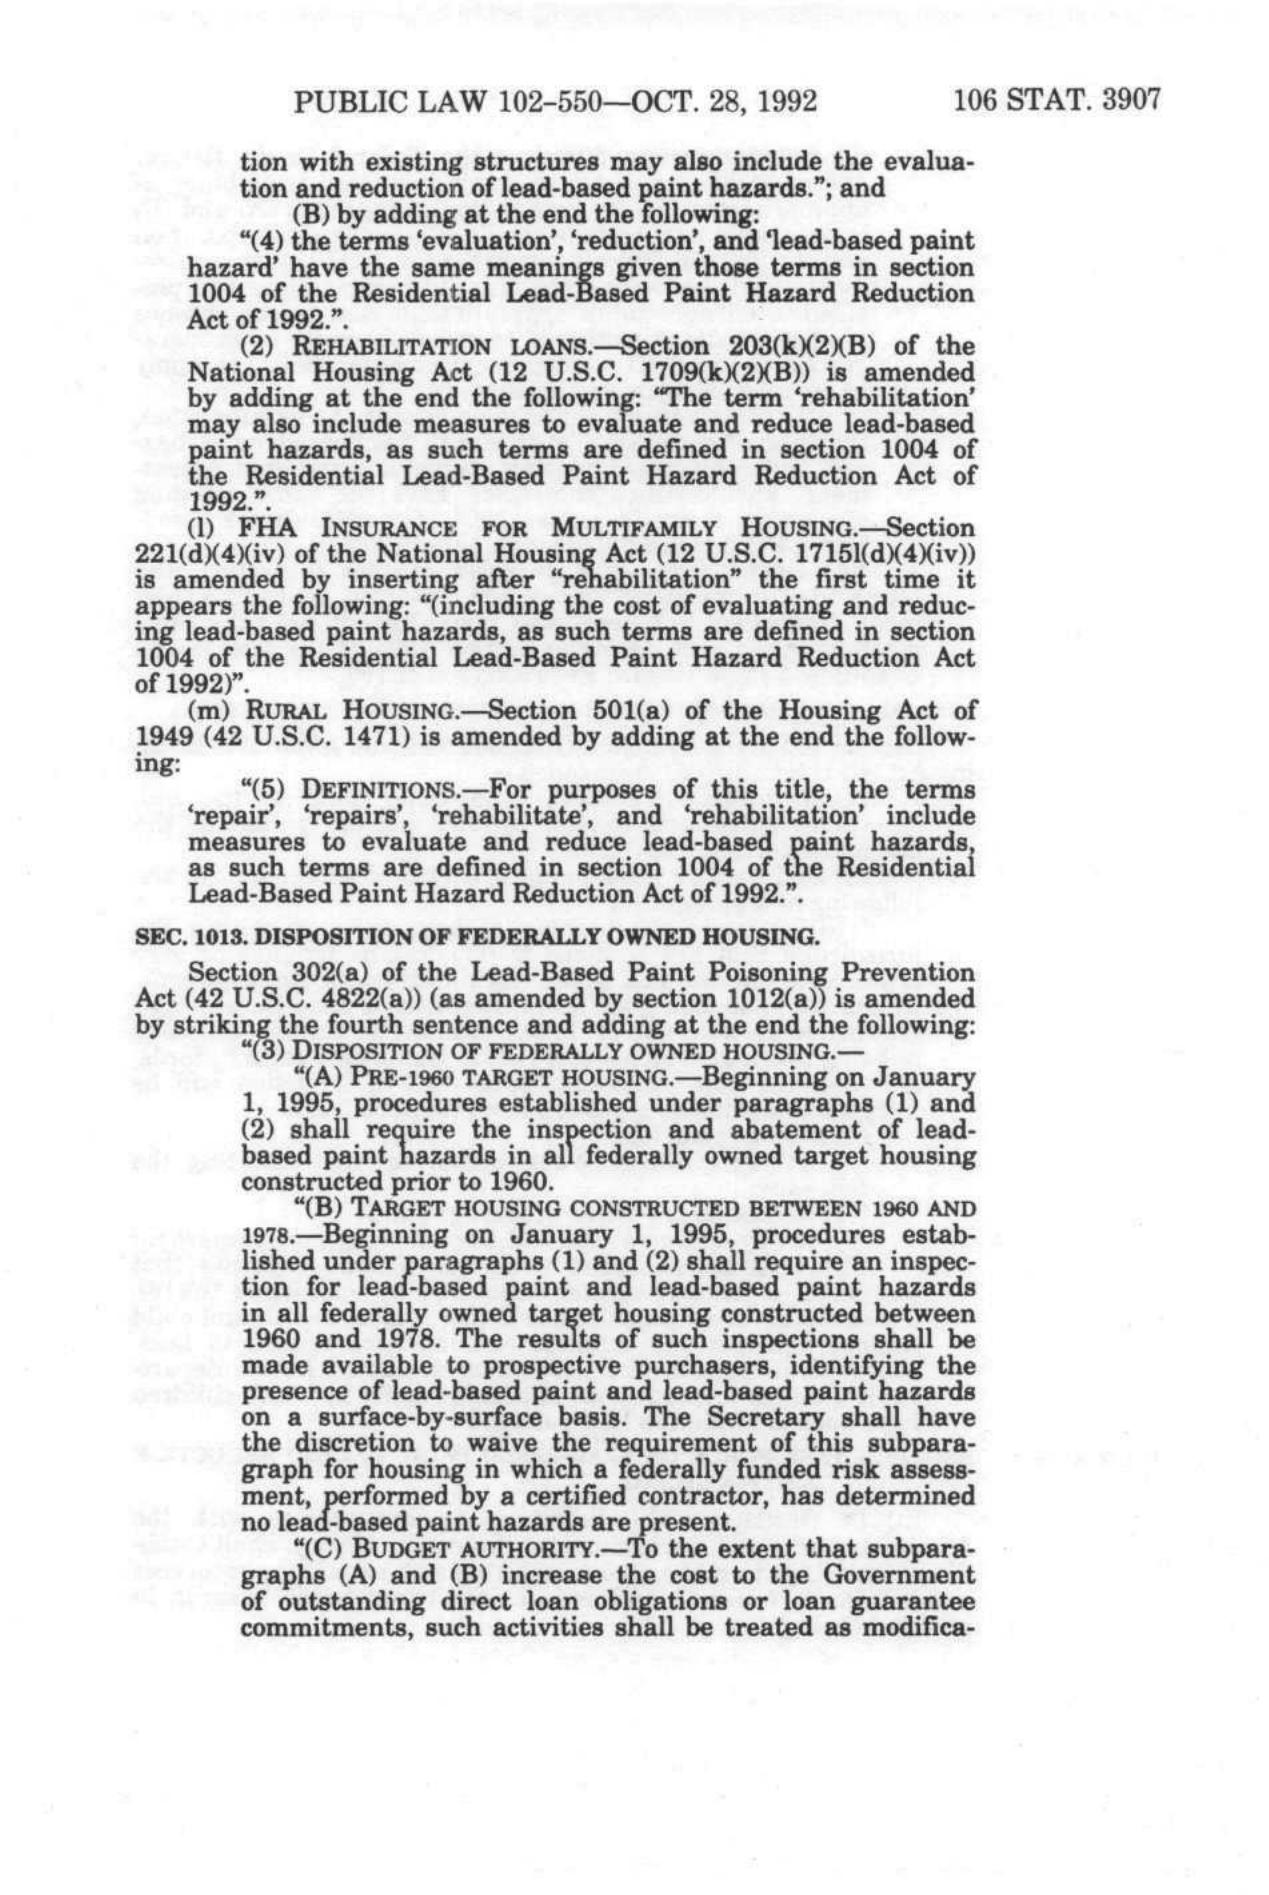 PUBLIC LAW 102–550—OCT. 28, 1992 106 STAT. 3907
tion with existing structures may also include the evalua-
tion and reduction of lead-based paint hazards.”; and
(B) by adding at the end the following:
“(4) the terms ‘evaluation’, ‘reduction’, and ‘lead-based paint
hazard’ have the same meanings given those terms in section
1004 of the Residential Lead-Based Paint Hazard Reduction
Act of 1992.”.
(2) REHABILITATION LOANS.—Section 203(k)(2)(B) of the
National Housing Act (12 U.S.C. 1709(k)(2)(B)) is amended
by adding at the end the following: “The term ‘rehabilitation’
may also include measures to evaluate and reduce lead-based
paint hazards, as such terms are defined in section 1004 of
the Residential Lead-Based Paint Hazard Reduction Act of
1992.”.
(l) FHA INSURANCE FOR MULTIFAMILY HOUSING.—Section
221(d)(4)(iv) of the National Housing Act (12 U.S.C. 1715l(d)(4)(iv))
is amended by inserting after “rehabilitation” the first time it
appears the following: “(including the cost of evaluating and reduc-
ing lead-based paint hazards, as such terms are defined in section
1004 of the Residential Lead-Based Paint Hazard Reduction Act
of 1992)”.
(m) RURAL HOUSING.—Section 501(a) of the Housing Act of
1949 (42 U.S.C. 1471) is amended by adding at the end the follow-
ing:
“(5) DEFINITIONS.—For purposes of this title, the terms
‘repair’, ‘repairs’, ‘rehabilitate’, and ‘rehabilitation’ include
measures to evaluate and reduce lead-based paint hazards,
as such terms are defined in section 1004 of the Residential
Lead-Based Paint Hazard Reduction Act of 1992.”.
SEC. 1013. DISPOSITION OF FEDERALLY OWNED HOUSING.
Section 302(a) of the Lead-Based Paint Poisoning Prevention
Act (42 U.S.C. 4822(a)) (as amended by section 1012(a)) is amended
by striking the fourth sentence and adding at the end the following:
“(3) DISPOSITION OF FEDERALLY OWNED HOUSING.—
“(A) PRE-1960 TARGET HOUSING.—Beginning on January
1, 1995, procedures established under paragraphs (1) and
(2) shall require the inspection and abatement of lead-
based paint hazards in all federally owned target housing
constructed prior to 1960.
“(B) TARGET HOUSING CONSTRUCTED BETWEEN 1960 AND
1978.—Beginning on January 1, 1995, procedures estab-
lished under paragraphs (1) and (2) shall require an inspec-
tion for lead-based paint and lead-based paint hazards
in all federally owned target housing constructed between
1960 and 1978. The results of such inspections shall be
made available to prospective purchasers, identifying the
presence of lead-based paint and lead-based paint hazards
on a surface-by-surface basis. The Secretary shall have
the discretion to waive the requirement of this subpara-
graph for housing in which a federally funded risk assess-
ment, performed by a certified contractor, has determined
no lead-based paint hazards are present.
“(C) BUDGET AUTHORITY.—To the extent that subpara-
graphs (A) and (B) increase the cost to the Government
of outstanding direct loan obligations or loan guarantee
commitments, such activities shall be treated as modifica-